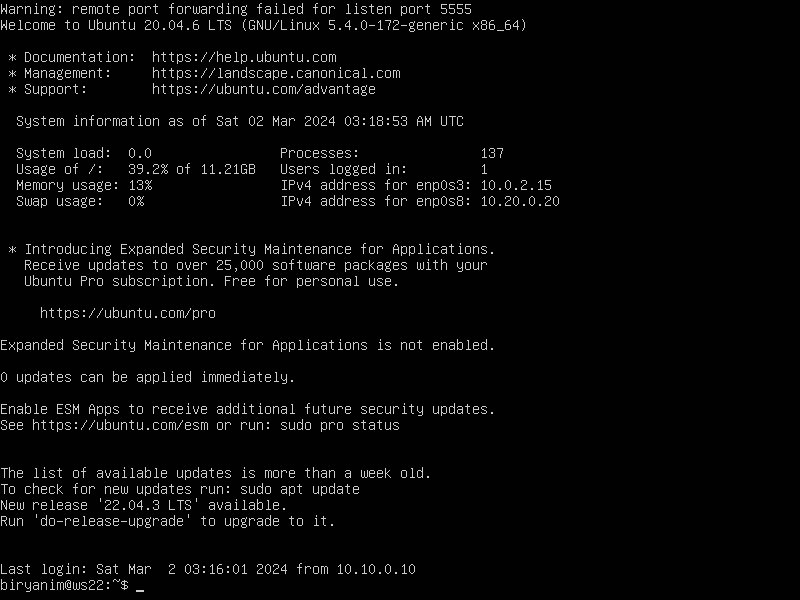 Warning: remote port forwarding failed for listen port 5555
Welcome to Ubuntu 20.04.6 LTS (GNU/Linux 5.4.0-172-generic x86_64)
* Documentation:  https://help.ubuntu.com
* Management:     https://landscape.canonical.com
* Support:        https://ubuntu.com/advantage
System information as of Sat 02 Mar 2024 03:18:53 AM UTC
System load:  0.0                Processes:               137
Usage of /:   39.2% of 11.21GB   Users logged in:         1
Memory usage: 13%                IPv4 address for enp0s3: 10.0.2.15
Swap usage:   0%                 IPv4 address for enp0s8: 10.20.0.20
* Introducing Expanded Security Maintenance for Applications.
Receive updates to over 25,000 software packages with your
Ubuntu Pro subscription. Free for personal use.
https://ubuntu.com/pro
Expanded Security Maintenance for Applications is not enabled.
0 updates can be applied immediately.
Enable ESM Apps to receive additional future security updates.
See https://ubuntu.com/esm or run: sudo pro status
The list of available updates is more than a week old.
To check for new updates run: sudo apt update
New release '22.04.3 LTS' available.
Run 'do-release-upgrade' to upgrade to it.
Last login: Sat Mar  2 03:16:01 2024 from 10.10.0.10
biryanim@ws22:~$ _